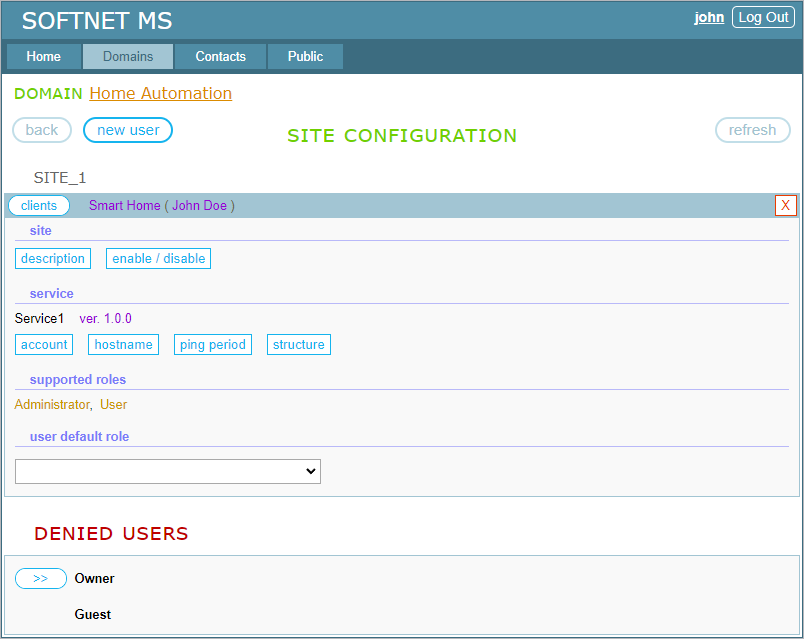 SOFTNET MS
john Log Out
Home Domains Contacts Public
DOMAIN Home Automation
back new user SITE CONFIGURATION refresh
SITE_1
clients Smart Home ( John Doe ) X
site
description enable / disable
service
Service1 ver. 1.0.0
account hostname ping period structure
supported roles
Administrator, User
user default role
DENIED USERS
>> Owner
Guest